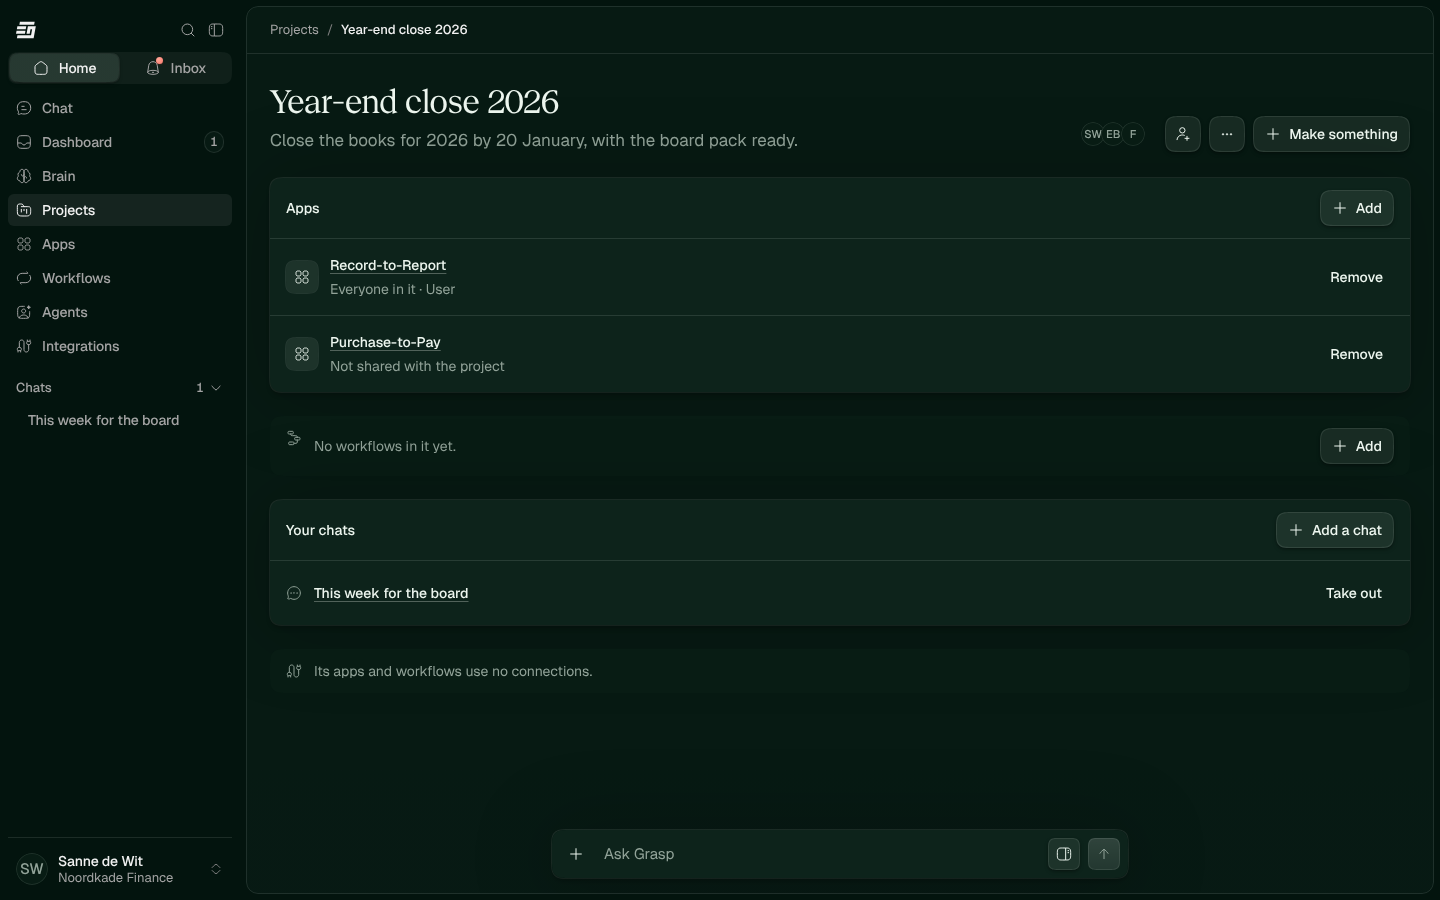 Projects / Year-end close 2026
Home
Inbox
Chat
Dashboard 1
Brain
Projects
Apps
Workflows
Agents
Integrations
Chats 1
This week for the board
Sanne de Wit
Noordkade Finance
Year-end close 2026
Close the books for 2026 by 20 January, with the board pack ready.
SW EB F
Make something
Apps
Add
Record-to-Report
Everyone in it · User
Remove
Purchase-to-Pay
Not shared with the project
Remove
No workflows in it yet.
Add
Your chats
Add a chat
This week for the board
Take out
Its apps and workflows use no connections.
Ask Grasp
SW